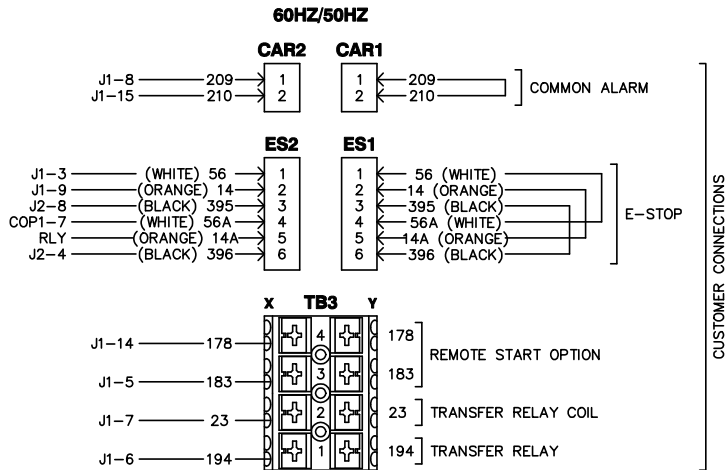 60HZ/50HZ
CAR2 CAR1
J1-8 209 1 1 209
J1-15 210 2 2 210
COMMON ALARM
ES2 ES1
J1-3 (WHITE) 56 1 1 56 (WHITE)
J1-9 (ORANGE) 14 2 2 14 (ORANGE)
J2-8 (BLACK) 395 3 3 395 (BLACK)
COP1-7 (WHITE) 56A 4 4 56A (WHITE)
RLY (ORANGE) 14A 5 5 14A (ORANGE)
J2-4 (BLACK) 396 6 6 396 (BLACK)
E-STOP
X TB3 Y
J1-14 178 4 178
REMOTE START OPTION
J1-5 183 3 183
J1-7 23 2 23 TRANSFER RELAY COIL
J1-6 194 1 194 TRANSFER RELAY
CUSTOMER CONNECTIONS